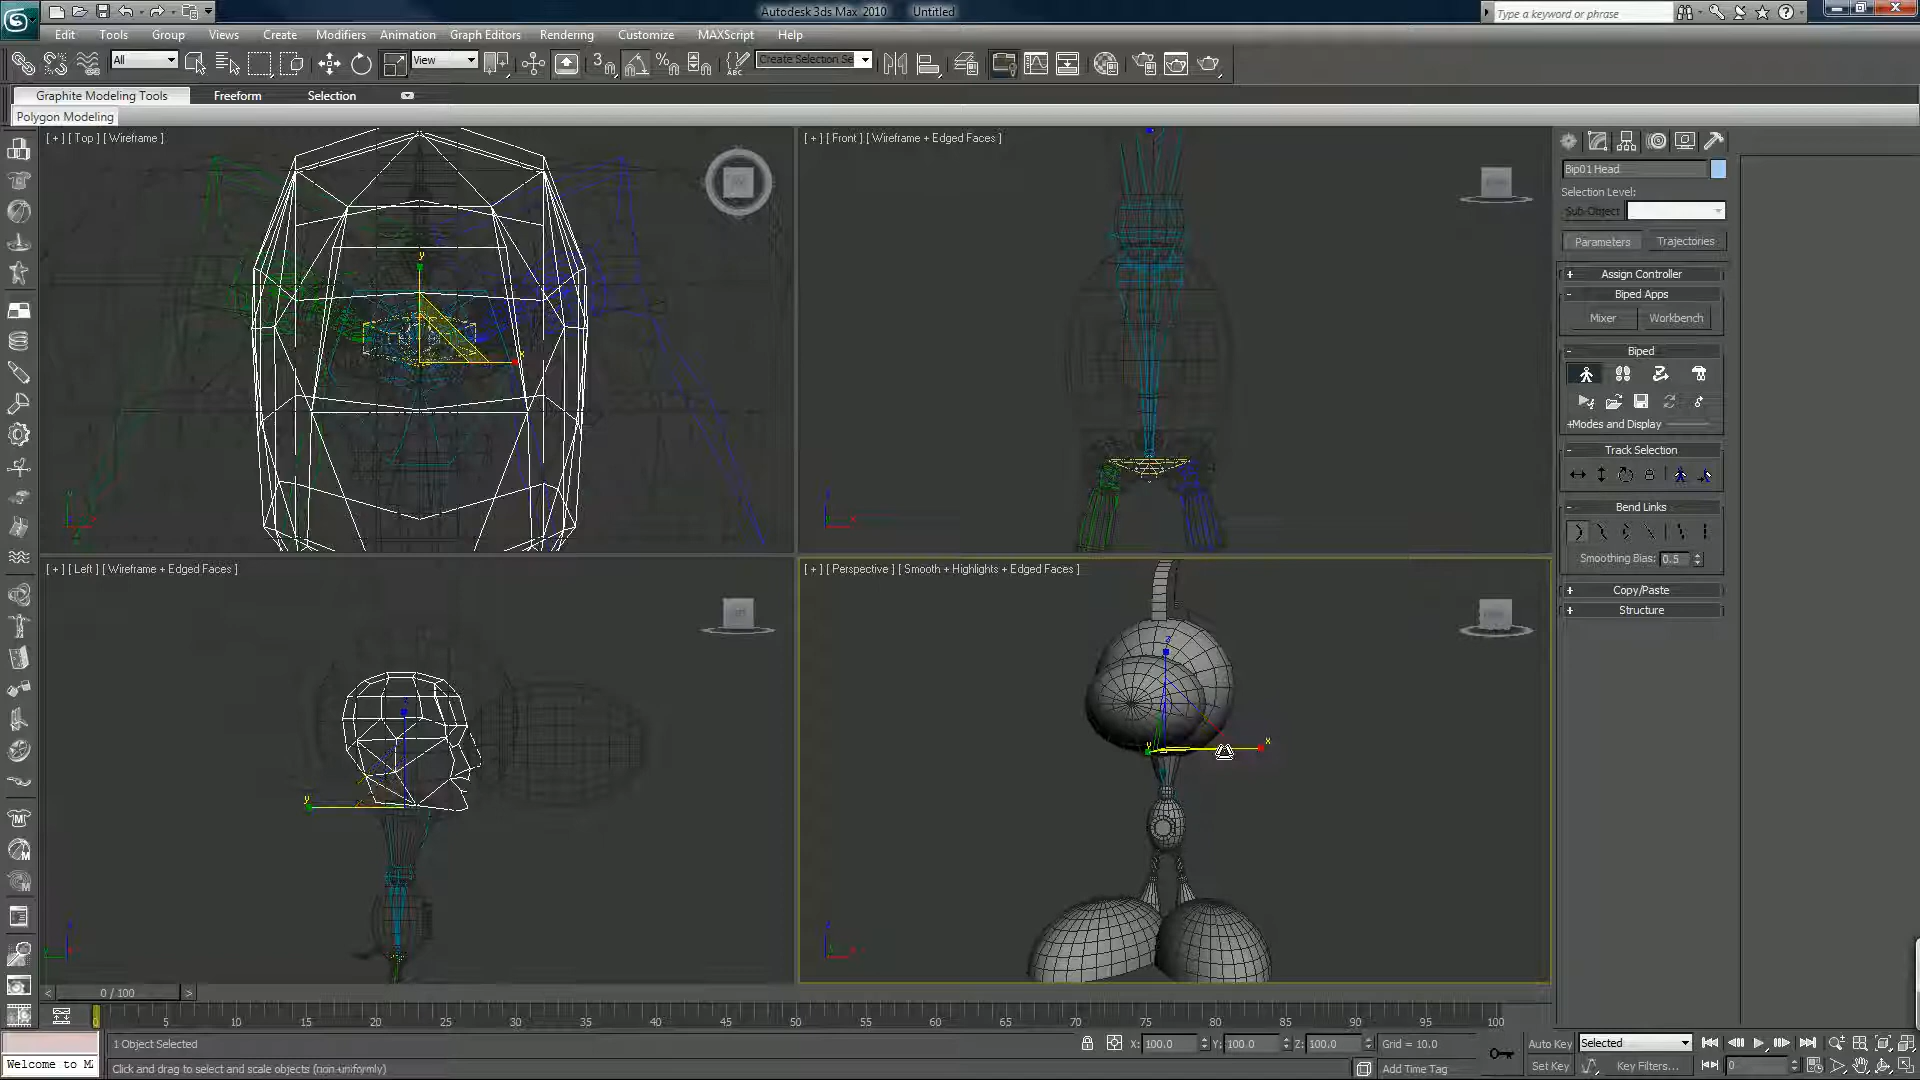 Autodesk 3ds Max 2010 Untitled
Type a keyword or phrase
Edit Tools Group Views Create Modifiers Animation Graph Editors Rendering Customize MAXScript Help
All View Create Selection Se
Graphite Modeling Tools Freeform Selection
Polygon Modeling
[ + ] [ Top ] [ Wireframe ]
[ + ] [ Front ] [ Wireframe + Edged Faces ]
Bip01 Head
Selection Level:
Sub-Object
Parameters Trajectories
+ Assign Controller
- Biped Apps
Mixer Workbench
- Biped
+Modes and Display
- Track Selection
- Bend Links
Smoothing Bias: 0.5
+ Copy/Paste
+ Structure
[ + ] [ Left ] [ Wireframe + Edged Faces ]
[ + ] [ Perspective ] [ Smooth + Highlights + Edged Faces ]
< 0 / 100 >
0 5 10 15 20 25 30 35 40 45 50 55 60 65 70 75 80 85 90 95 100
1 Object Selected X: 100.0 Y: 100.0 Z: 100.0 Grid = 10.0 Auto Key Selected
Welcome to M Click and drag to select and scale objects (non-uniformly) Add Time Tag Set Key Key Filters... 0